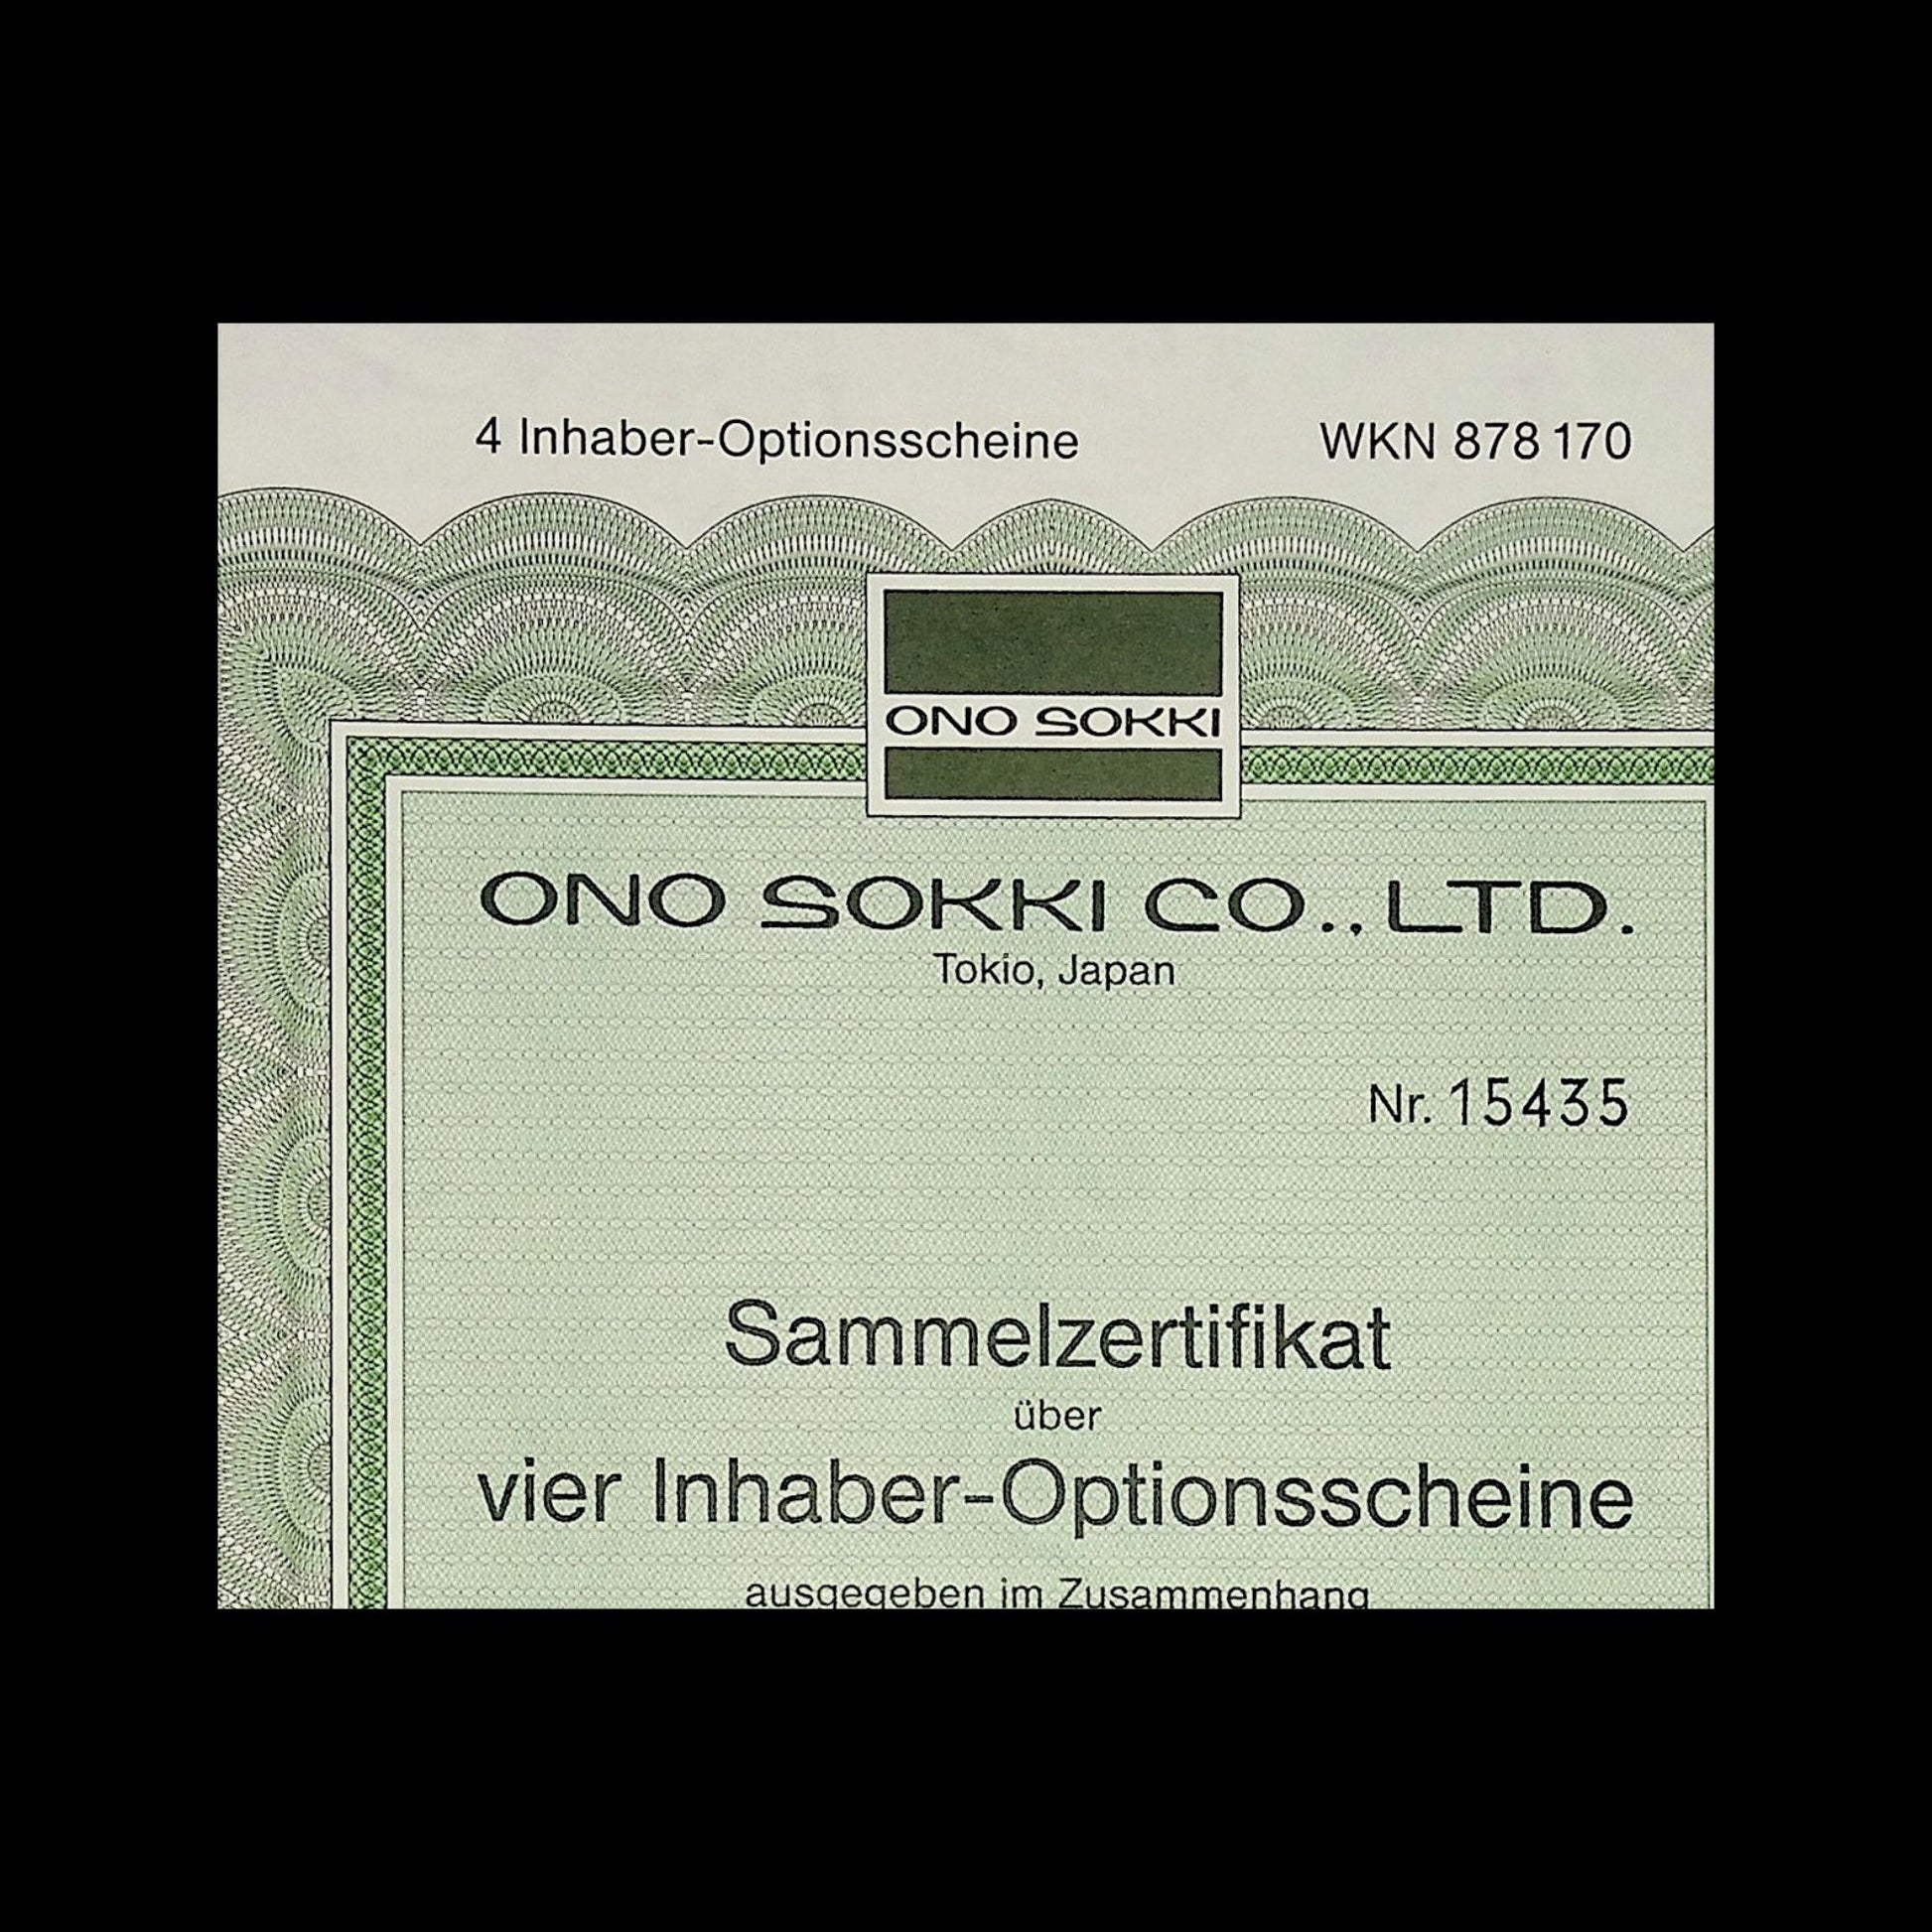 4 Inhaber-Optionsscheine WKN 878 170
ONO SOKKI
ONO SOKKI CO., LTD.
Tokio, Japan
Nr. 15435
Sammelzertifikat
über
vier Inhaber-Optionsscheine
ausgegeben im Zusammenhang